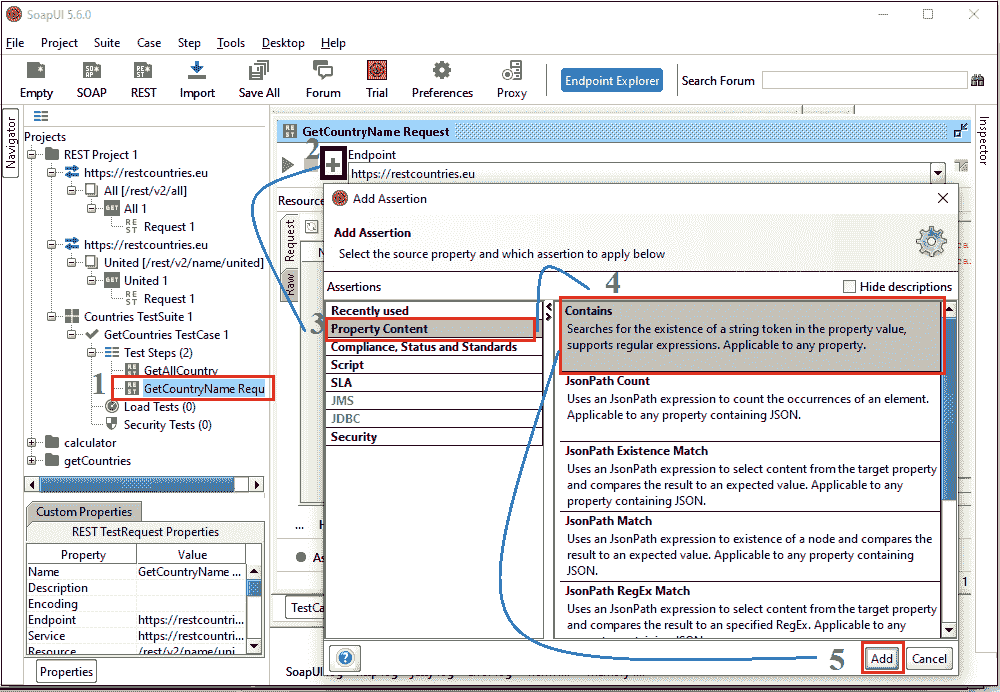 SoapUI 5.6.0
File Project Suite Case Step Tools Desktop Help
Empty SOAP REST Import Save All Forum Trial Preferences Proxy Endpoint Explorer Search Forum
Navigator
Projects
REST Project 1
https://restcountries.eu
All [/rest/v2/all]
GET All 1
REST Request 1
https://restcountries.eu
United [/rest/v2/name/united]
GET United 1
REST Request 1
Countries TestSuite 1
GetCountries TestCase 1
Test Steps (2)
REST GetAllCountry
1 REST GetCountryName Requ
Load Tests (0)
Security Tests (0)
calculator
getCountries
Custom Properties
REST TestRequest Properties
Property Value
Name GetCountryName ...
Description
Encoding
Endpoint https://restcountri...
Service https://restcountri...
Resource /rest/v2/name/uni...
Properties
REST GetCountryName Request
2
Endpoint
https://restcountries.eu
Resource
Request
Raw
Inspector
Add Assertion
Add Assertion
Select the source property and which assertion to apply below
Assertions
4
Hide descriptions
Recently used
3 Property Content
Compliance, Status and Standards
Script
SLA
JMS
JDBC
Security
Contains
Searches for the existence of a string token in the property value,
supports regular expressions. Applicable to any property.
JsonPath Count
Uses an JsonPath expression to count the occurrences of an element.
Applicable to any property containing JSON.
JsonPath Existence Match
Uses an JsonPath expression to select content from the target property
and compares the result to an expected value. Applicable to any
property containing JSON.
JsonPath Match
Uses an JsonPath expression to existence of a node and compares the
result to an expected value. Applicable to any property containing
JSON.
JsonPath RegEx Match
Uses an JsonPath expression to select content from the target property
and compares the result to an specified RegEx. Applicable to any
... H
As
1
TestCa
5 Add Cancel
SoapUI